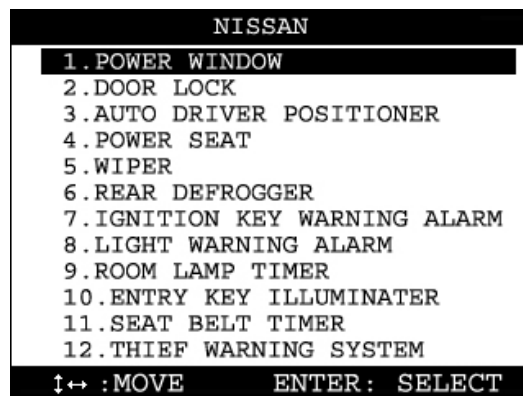 NISSAN
1.POWER WINDOW
2.DOOR LOCK
3.AUTO DRIVER POSITIONER
4.POWER SEAT
5.WIPER
6.REAR DEFROGGER
7.IGNITION KEY WARNING ALARM
8.LIGHT WARNING ALARM
9.ROOM LAMP TIMER
10.ENTRY KEY ILLUMINATER
11.SEAT BELT TIMER
12.THIEF WARNING SYSTEM
↕↔ :MOVE ENTER: SELECT